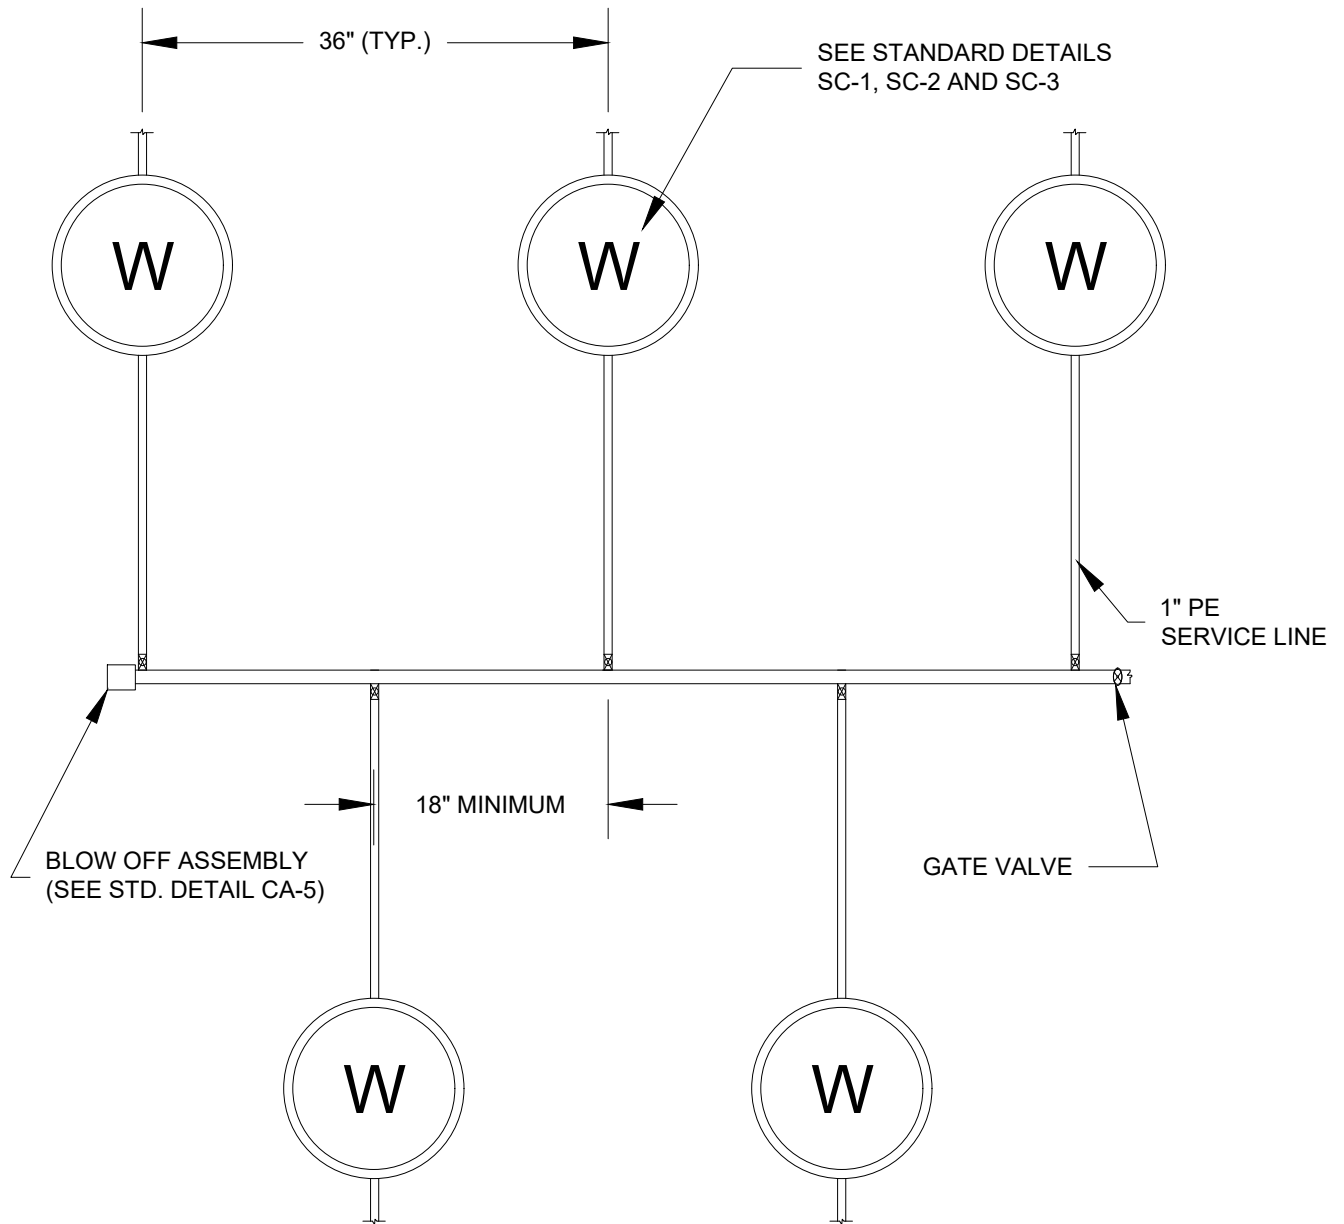 36" (TYP.)
SEE STANDARD DETAILS
SC-1, SC-2 AND SC-3
W
W
W
1" PE
SERVICE LINE
18" MINIMUM
BLOW OFF ASSEMBLY
(SEE STD. DETAIL CA-5)
GATE VALVE
W
W